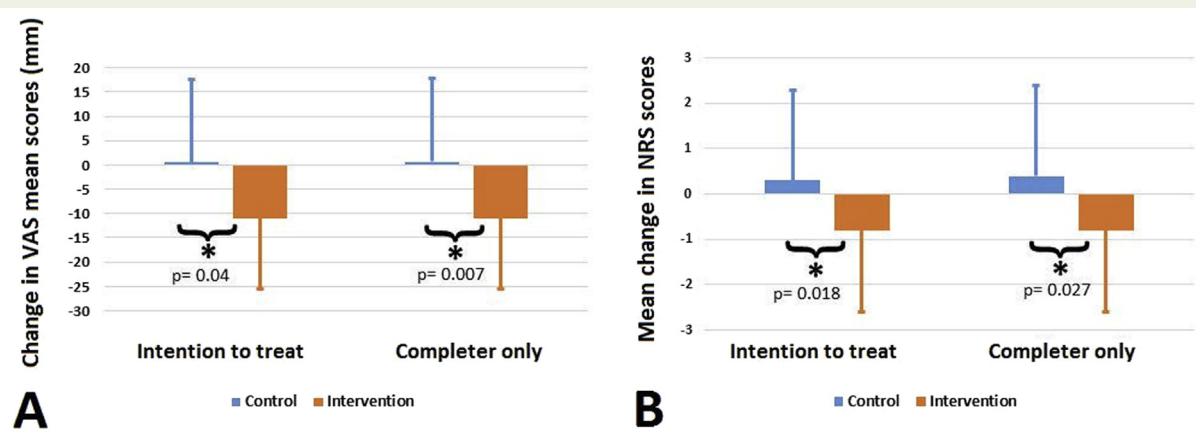 Change in VAS mean scores (mm)
20
15
10
5
0
-5
-10
-15
-20
-25
-30
*
p= 0.04
*
p= 0.007
Intention to treat
Completer only
Control
Intervention
A
Mean change in NRS scores
3
2
1
0
-1
-2
-3
*
p= 0.018
*
p= 0.027
Intention to treat
Completer only
Control
Intervention
B